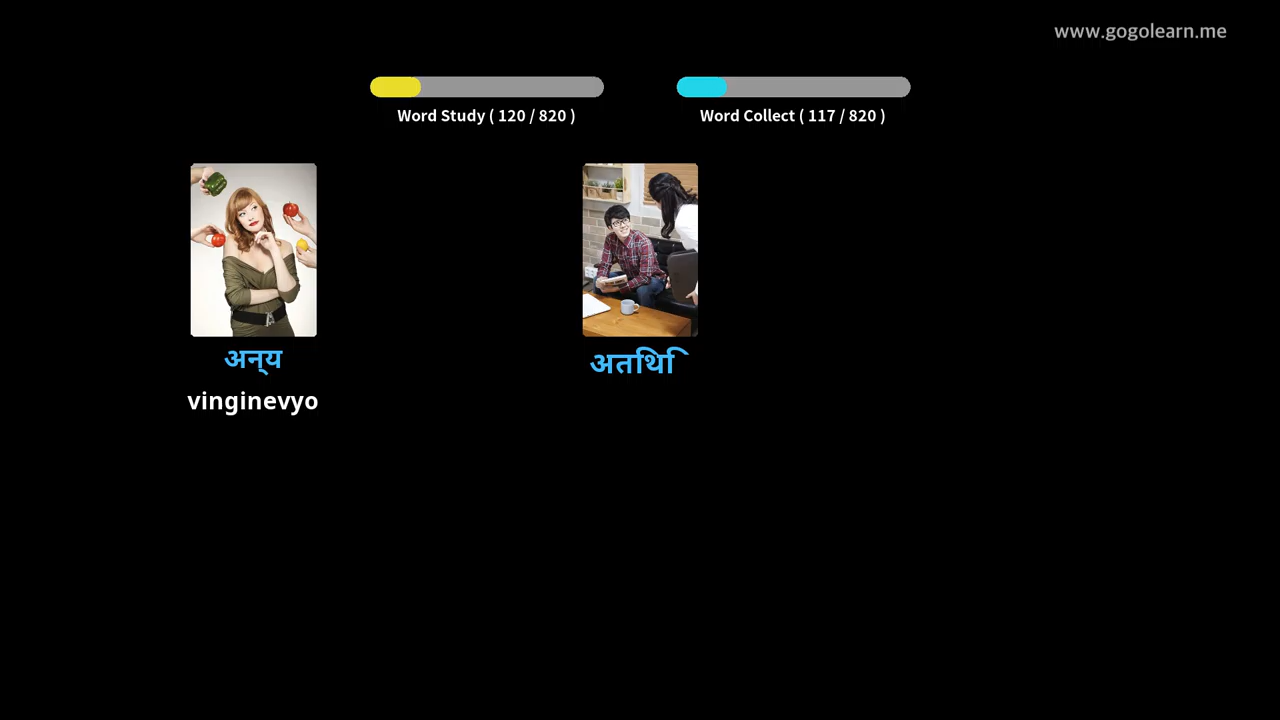 www.gogolearn.me
Word Study ( 120 / 820 )
Word Collect ( 117 / 820 )
अन्‌य
अतिथि
vinginevyo